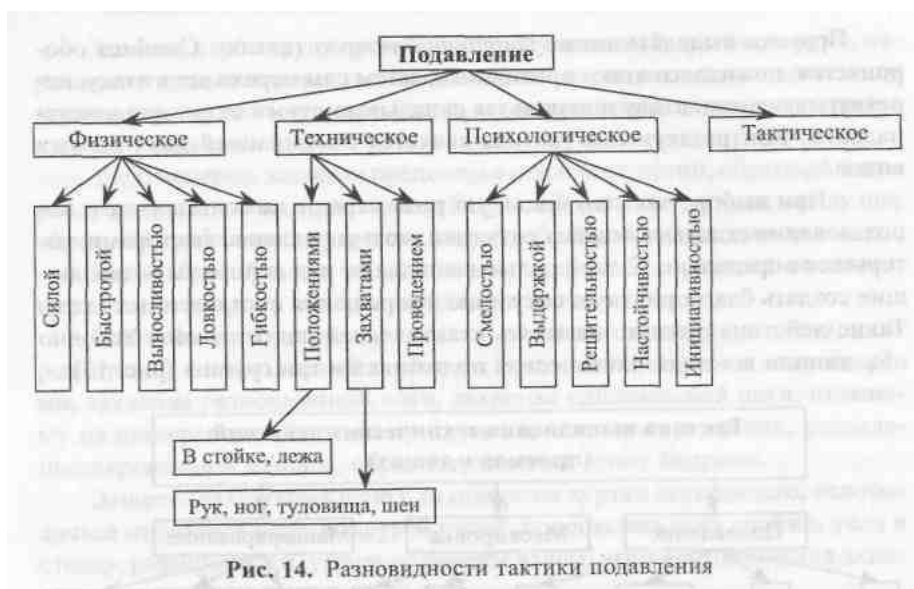 Подавление
Физическое
Техническое
Психологическое
Тактическое
Силой
Быстротой
Выносливостью
Ловкостью
Гибкостью
Положениями
Захватами
Проведением
Смелостью
Выдержкой
Решительностью
Настойчивостью
Инициативностью
В стойке, лежа
Рук, ног, туловища, шеи
Рис. 14. Разновидности тактики подавления